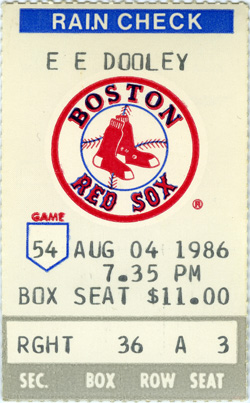 RAIN CHECK
E E DOOLEY
BOSTON
RED SOX
®
GAME
54 AUG 04 1986
7.35 PM
BOX SEAT $11.00
RGHT 36 A 3
SEC. BOX ROW SEAT